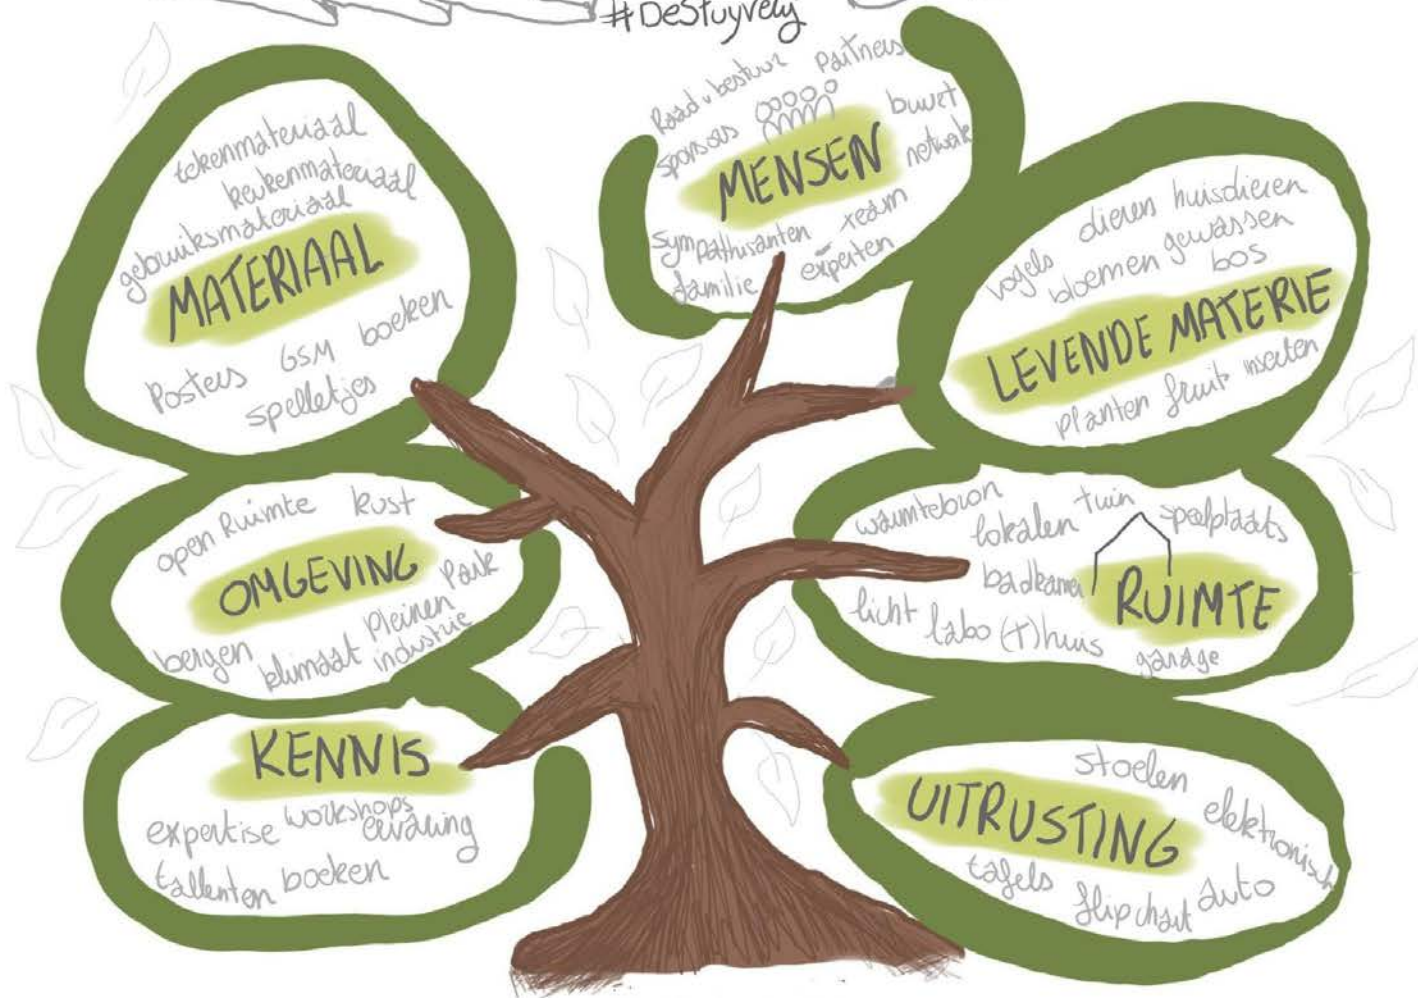 #DeStuyverij
tekenmateriaal
keukenmateriaal
gebruiksmateriaal
MATERIAAL
Posters GSM boeken
spelletjes
Raad v bestuur partners
sponsors buurt
MENSEN netwerk
sympathisanten team
familie experten
vogels dieren huisdieren
bloemen gewassen
bos
LEVENDE MATERIE
planten fruit insecten
open Ruimte kust
OMGEVING Park
bergen klimaat Pleinen
industrie
warmtebron lokalen tuin speelplaats
badkamer RUIMTE
licht labo (T)huis garage
KENNIS
expertise workshops ervaring
tallenten boeken
stoelen
UITRUSTING elektronisch
tafels flipchart auto